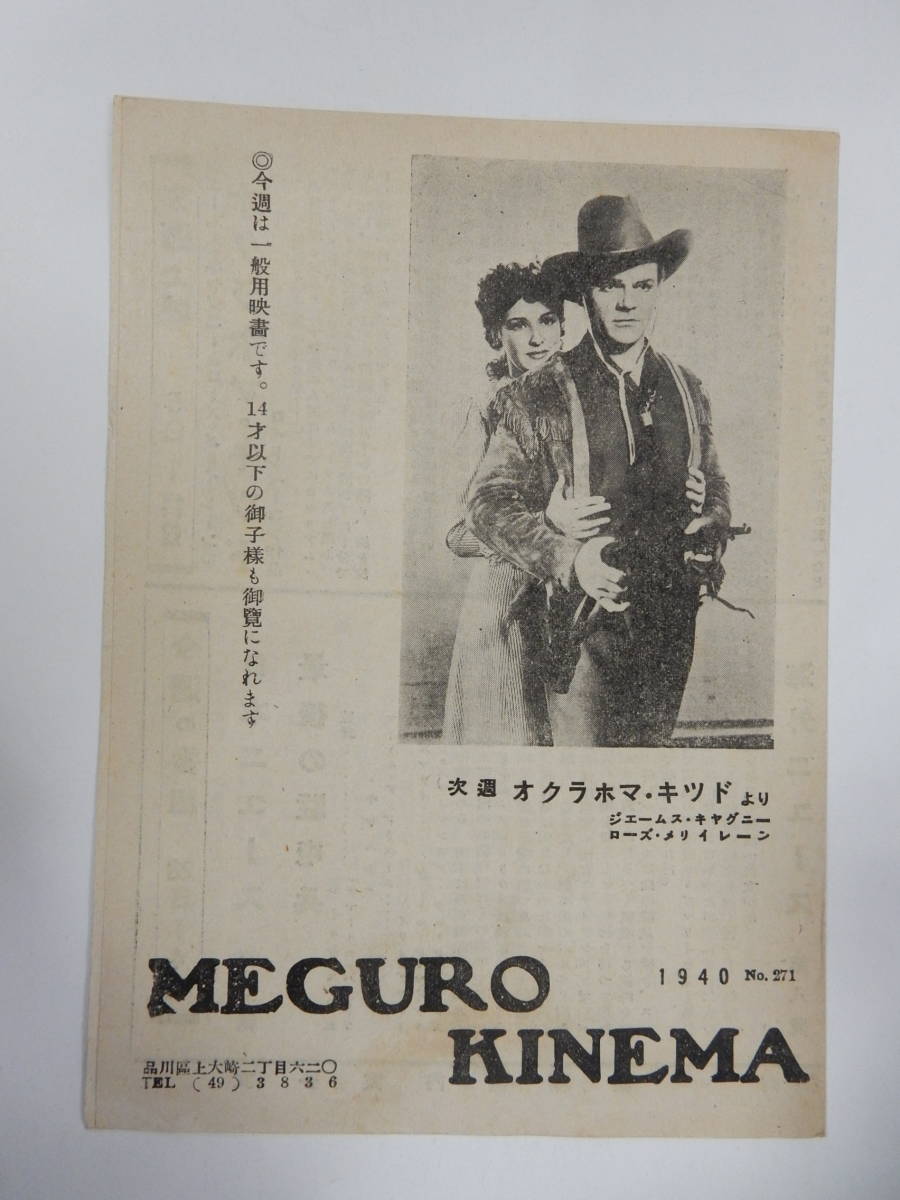 ◎今週は一般用映畵です。14才以下の御子樣も御覽になれます
次週 オクラホマ・キツド より
ジエームス・キヤグニー
ローズ・メリイレーン
MEGURO
1940 No. 271
KINEMA
品川區上大崎二丁目六二〇
TEL (49) 3836